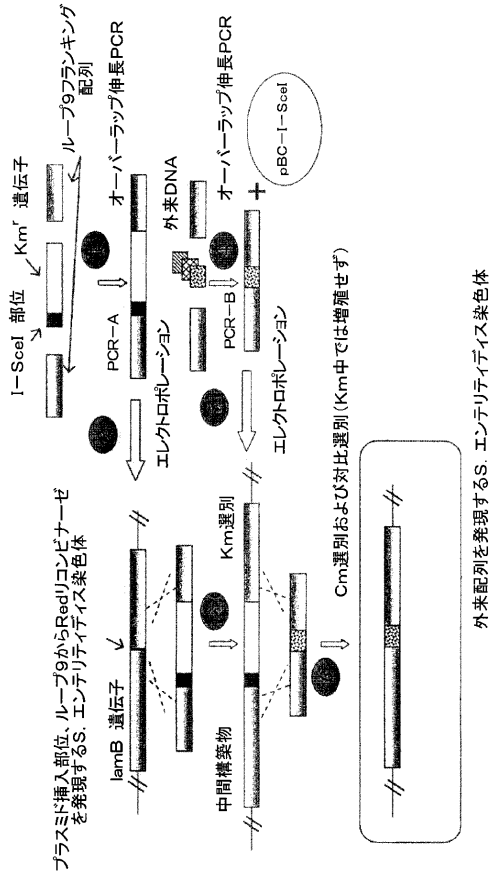 プラスミド挿入部位、ループ9からRedリコンビナーゼ
を発現するS. エンテリティディス染色体
lamB 遺伝子
I-SceI 部位
Kmʳ 遺伝子
ループ9フランキング
配列
オーバーラップ伸長PCR
PCR-A
エレクトロポレーション
外来DNA
オーバーラップ伸長PCR
PCR-B
+
pBC-I-SceI
エレクトロポレーション
Km選別
中間構築物
Cm選別および対比選別(Km中では増殖せず)
外来配列を発現するS. エンテリティディス染色体